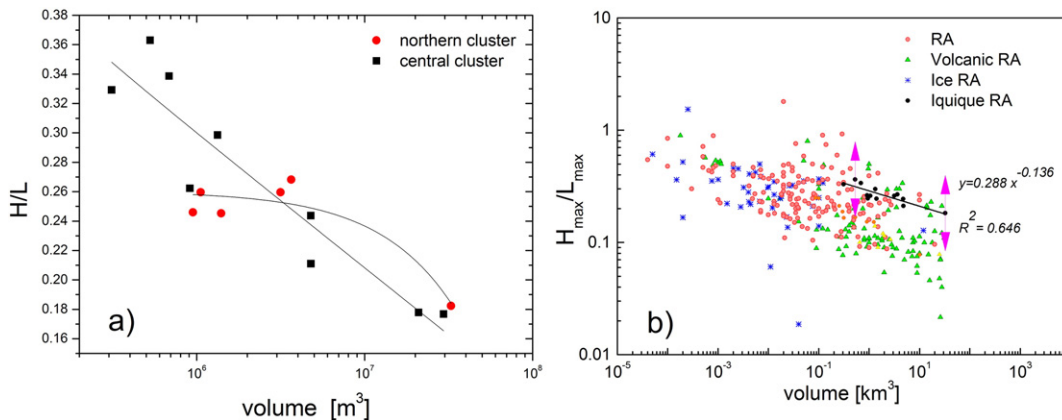 0.38
0.36
0.34
0.32
0.30
0.28
0.26
0.24
0.22
0.20
0.18
0.16
H/L
northern cluster
central cluster
a)
10^6
10^7
10^8
volume [m^3]
10
1
0.1
0.01
H_max/L_max
RA
Volcanic RA
Ice RA
Iquique RA
y=0.288 x^-0.136
R^2 = 0.646
b)
10^-5
10^-3
10^-1
10^1
10^3
volume [km^3]